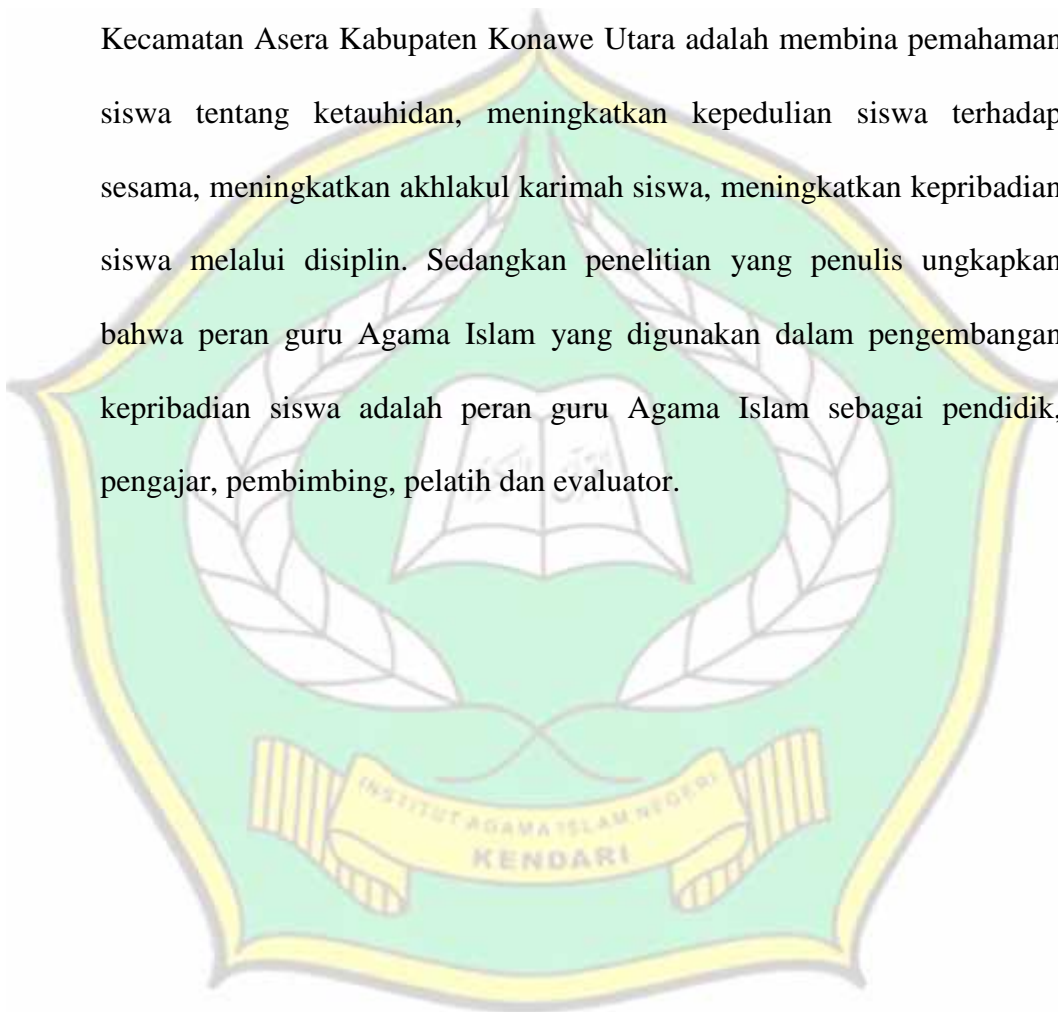 Kecamatan Asera Kabupaten Konawe Utara adalah membina pemahaman
siswa tentang ketauhidan, meningkatkan kepedulian siswa terhadap
sesama, meningkatkan akhlakul karimah siswa, meningkatkan kepribadian
siswa melalui disiplin. Sedangkan penelitian yang penulis ungkapkan
bahwa peran guru Agama Islam yang digunakan dalam pengembangan
kepribadian siswa adalah peran guru Agama Islam sebagai pendidik,
pengajar, pembimbing, pelatih dan evaluator.
INSTITUT AGAMA ISLAM NEGERI
KENDARI